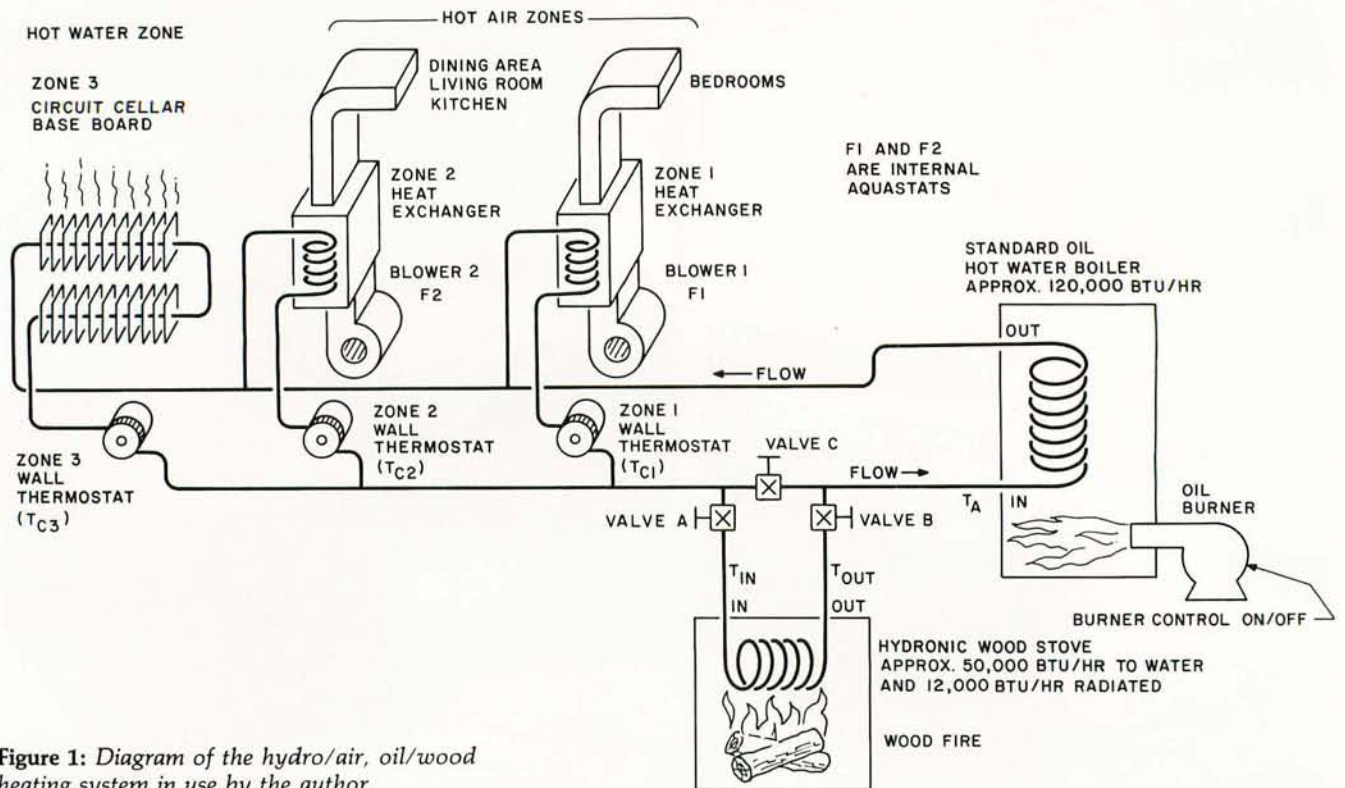 HOT AIR ZONES
HOT WATER ZONE
ZONE 3
CIRCUIT CELLAR
BASE BOARD
DINING AREA
LIVING ROOM
KITCHEN
BEDROOMS
ZONE 2
HEAT
EXCHANGER
ZONE 1
HEAT
EXCHANGER
F1 AND F2
ARE INTERNAL
AQUASTATS
BLOWER 2
F2
BLOWER 1
F1
STANDARD OIL
HOT WATER BOILER
APPROX. 120,000 BTU/HR
OUT
FLOW
ZONE 3
WALL
THERMOSTAT
(TC3)
ZONE 2
WALL
THERMOSTAT
(TC2)
ZONE 1
WALL
THERMOSTAT
(TC1)
VALVE C
FLOW
TA
IN
OIL
BURNER
VALVE A
VALVE B
TIN
TOUT
IN
OUT
BURNER CONTROL ON/OFF
HYDRONIC WOOD STOVE
APPROX. 50,000 BTU/HR TO WATER
AND 12,000 BTU/HR RADIATED
WOOD FIRE
Figure 1: Diagram of the hydro/air, oil/wood
heating system in use by the author.